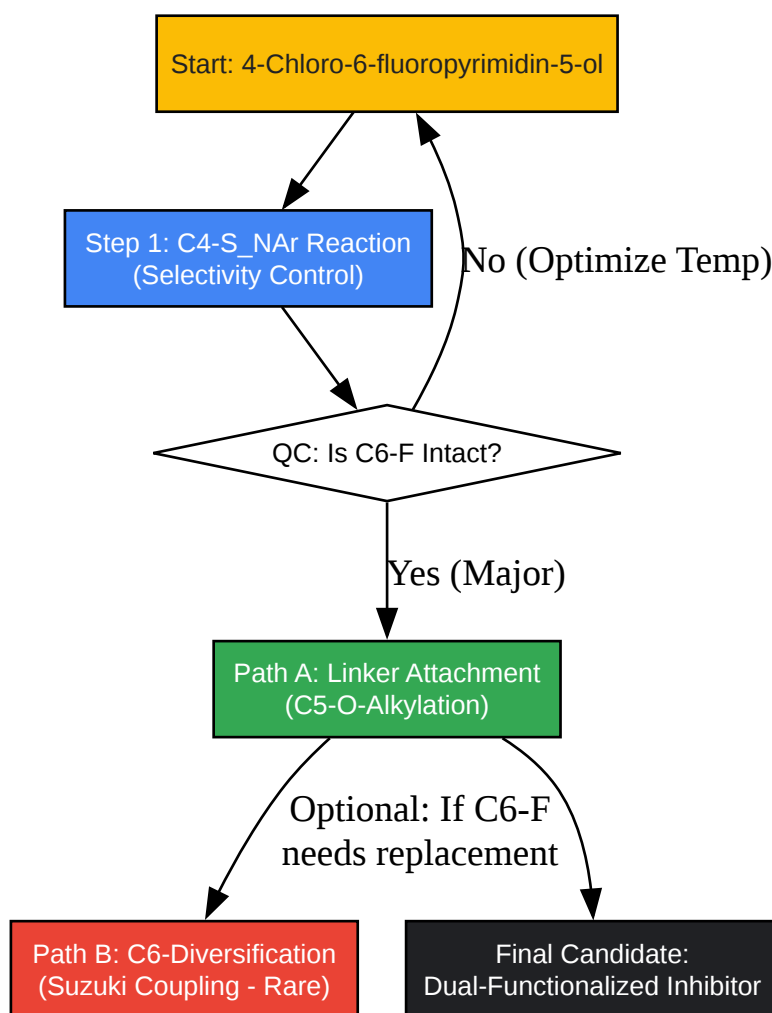 Start: 4-Chloro-6-fluoropyrimidin-5-ol
Step 1: C4-S_NAr Reaction
(Selectivity Control)
No (Optimize Temp)
QC: Is C6-F Intact?
Yes (Major)
Path A: Linker Attachment
(C5-O-Alkylation)
Optional: If C6-F
needs replacement
Path B: C6-Diversification
(Suzuki Coupling - Rare)
Final Candidate:
Dual-Functionalized Inhibitor